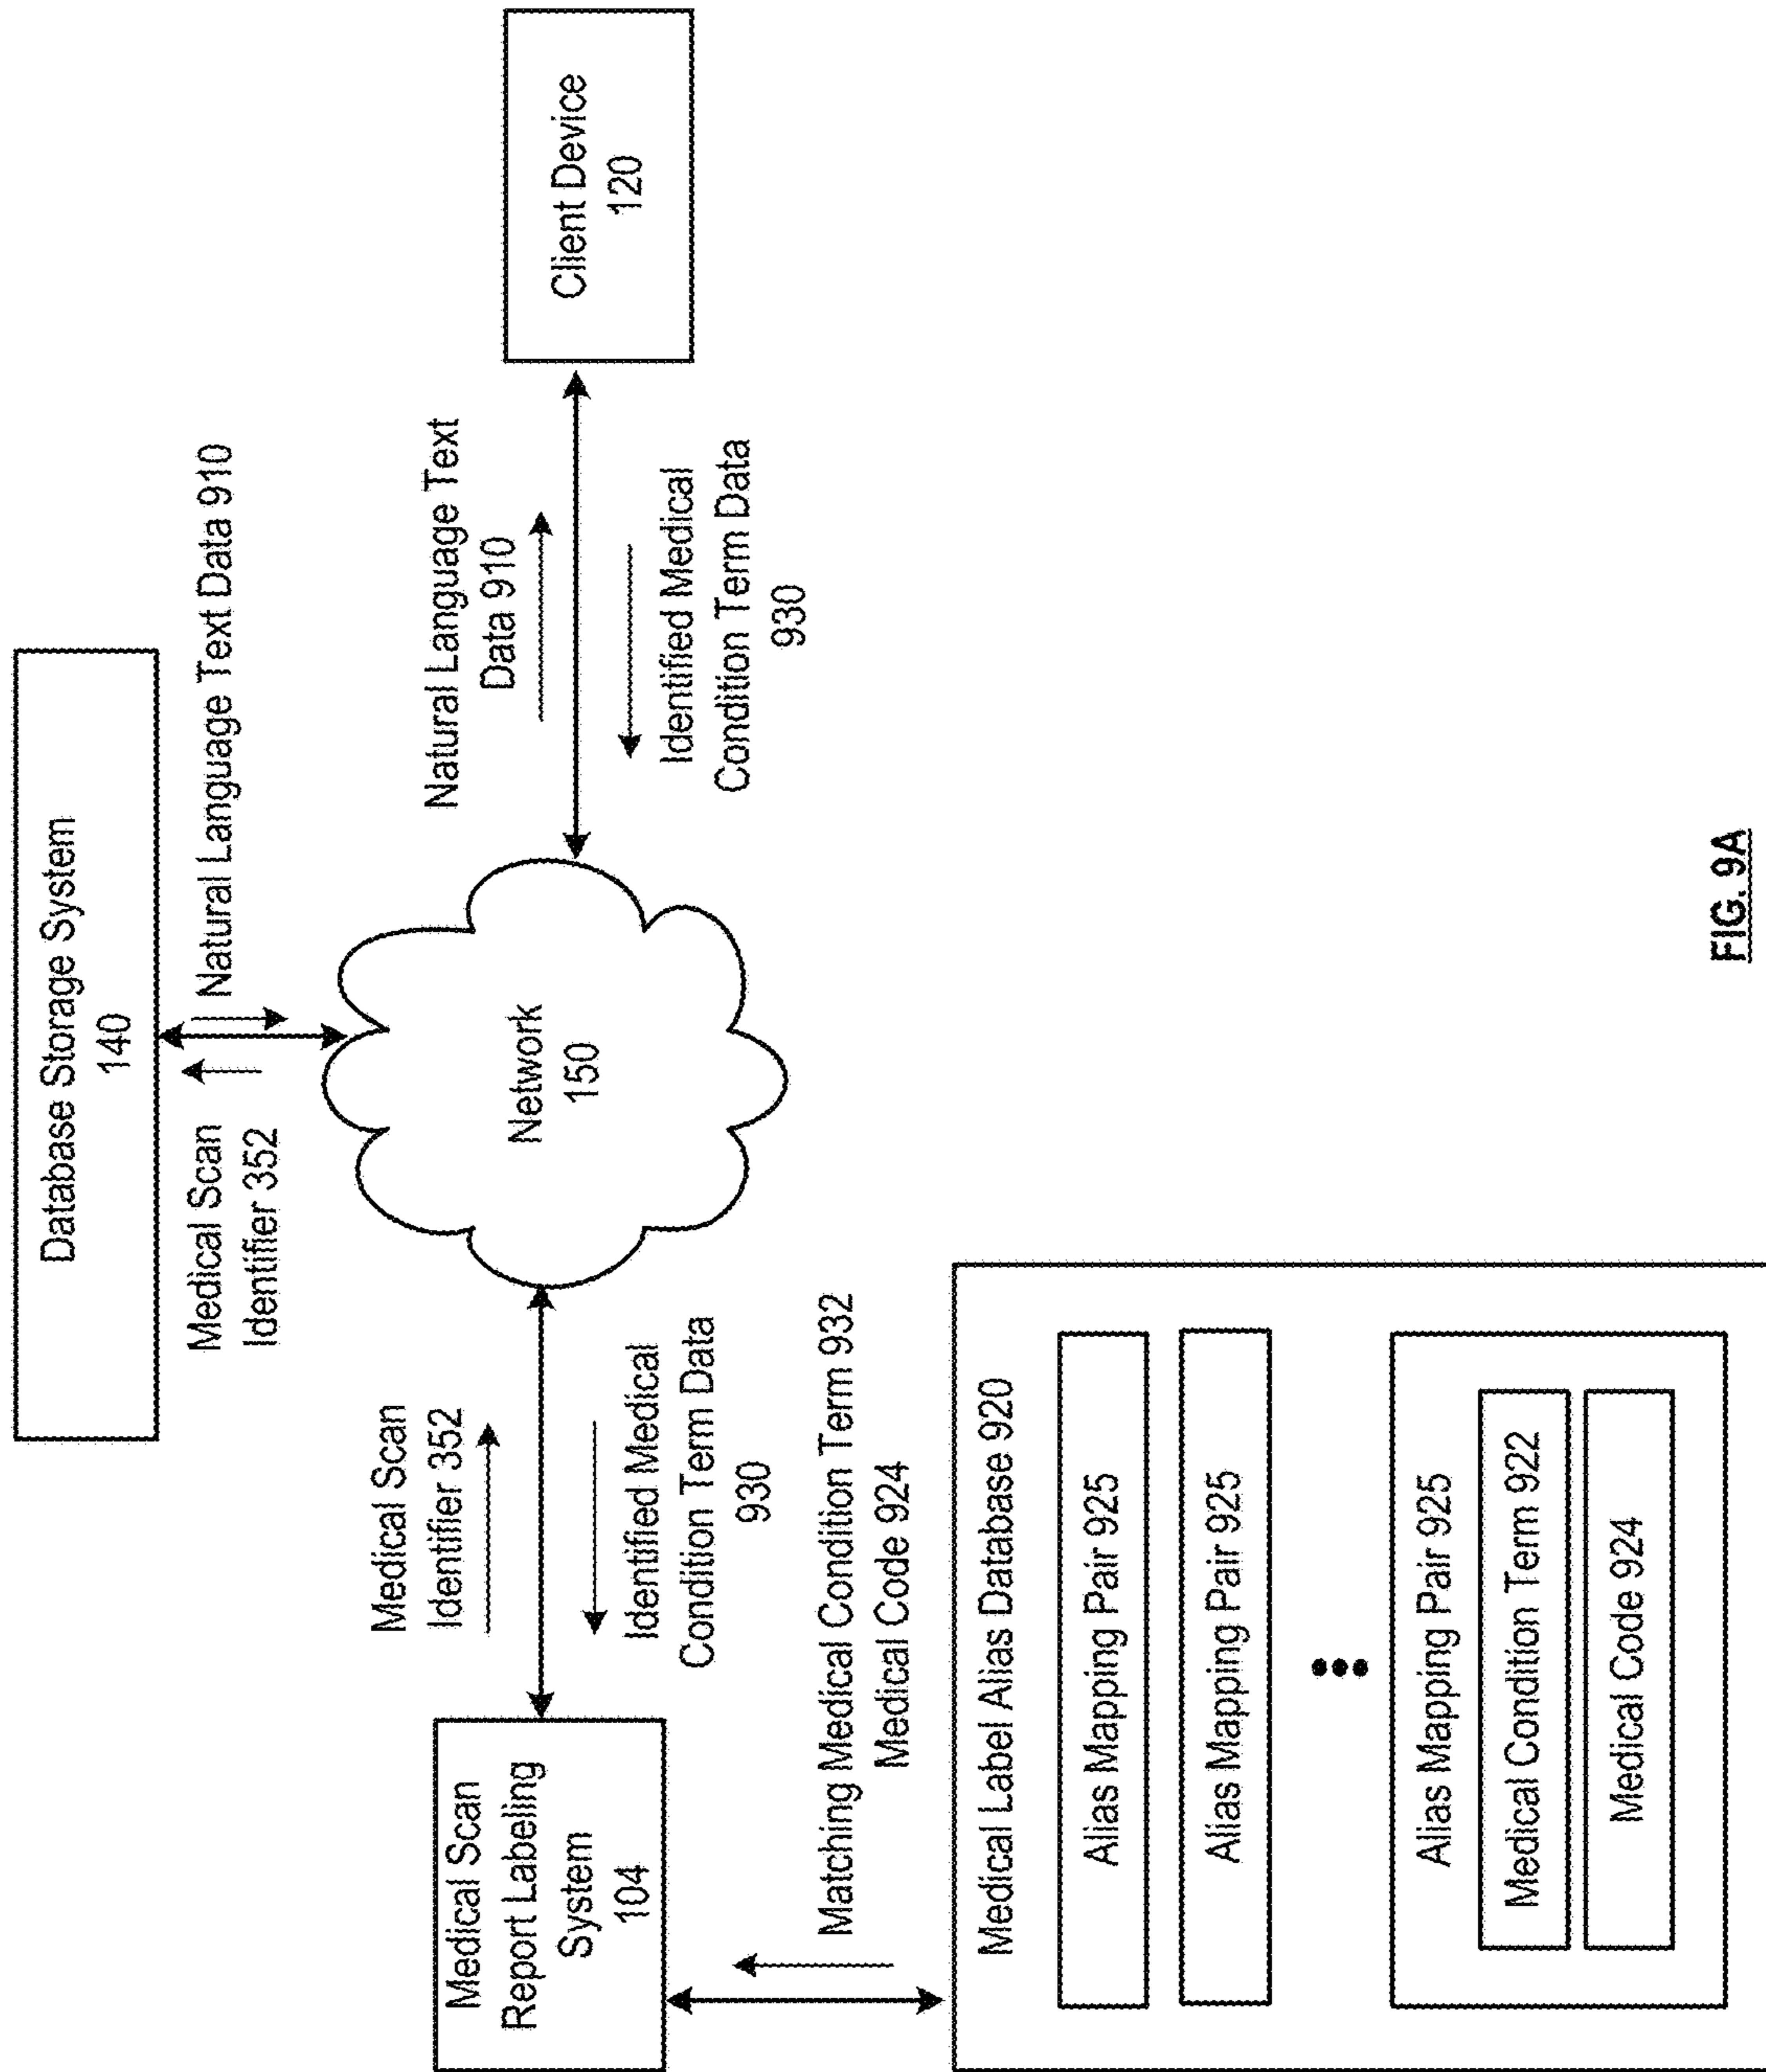 Database Storage System
140
Medical Scan
Identifier 352
Natural Language Text Data 910
Network
150
Natural Language Text
Data 910
Identified Medical
Condition Term Data
930
Client Device
120
Medical Scan
Identifier 352
Identified Medical
Condition Term Data
930
Medical Scan
Report Labeling
System
104
Matching Medical Condition Term 932
Medical Code 924
Medical Label Alias Database 920
Alias Mapping Pair 925
Alias Mapping Pair 925
Alias Mapping Pair 925
Medical Condition Term 922
Medical Code 924
FIG. 9A